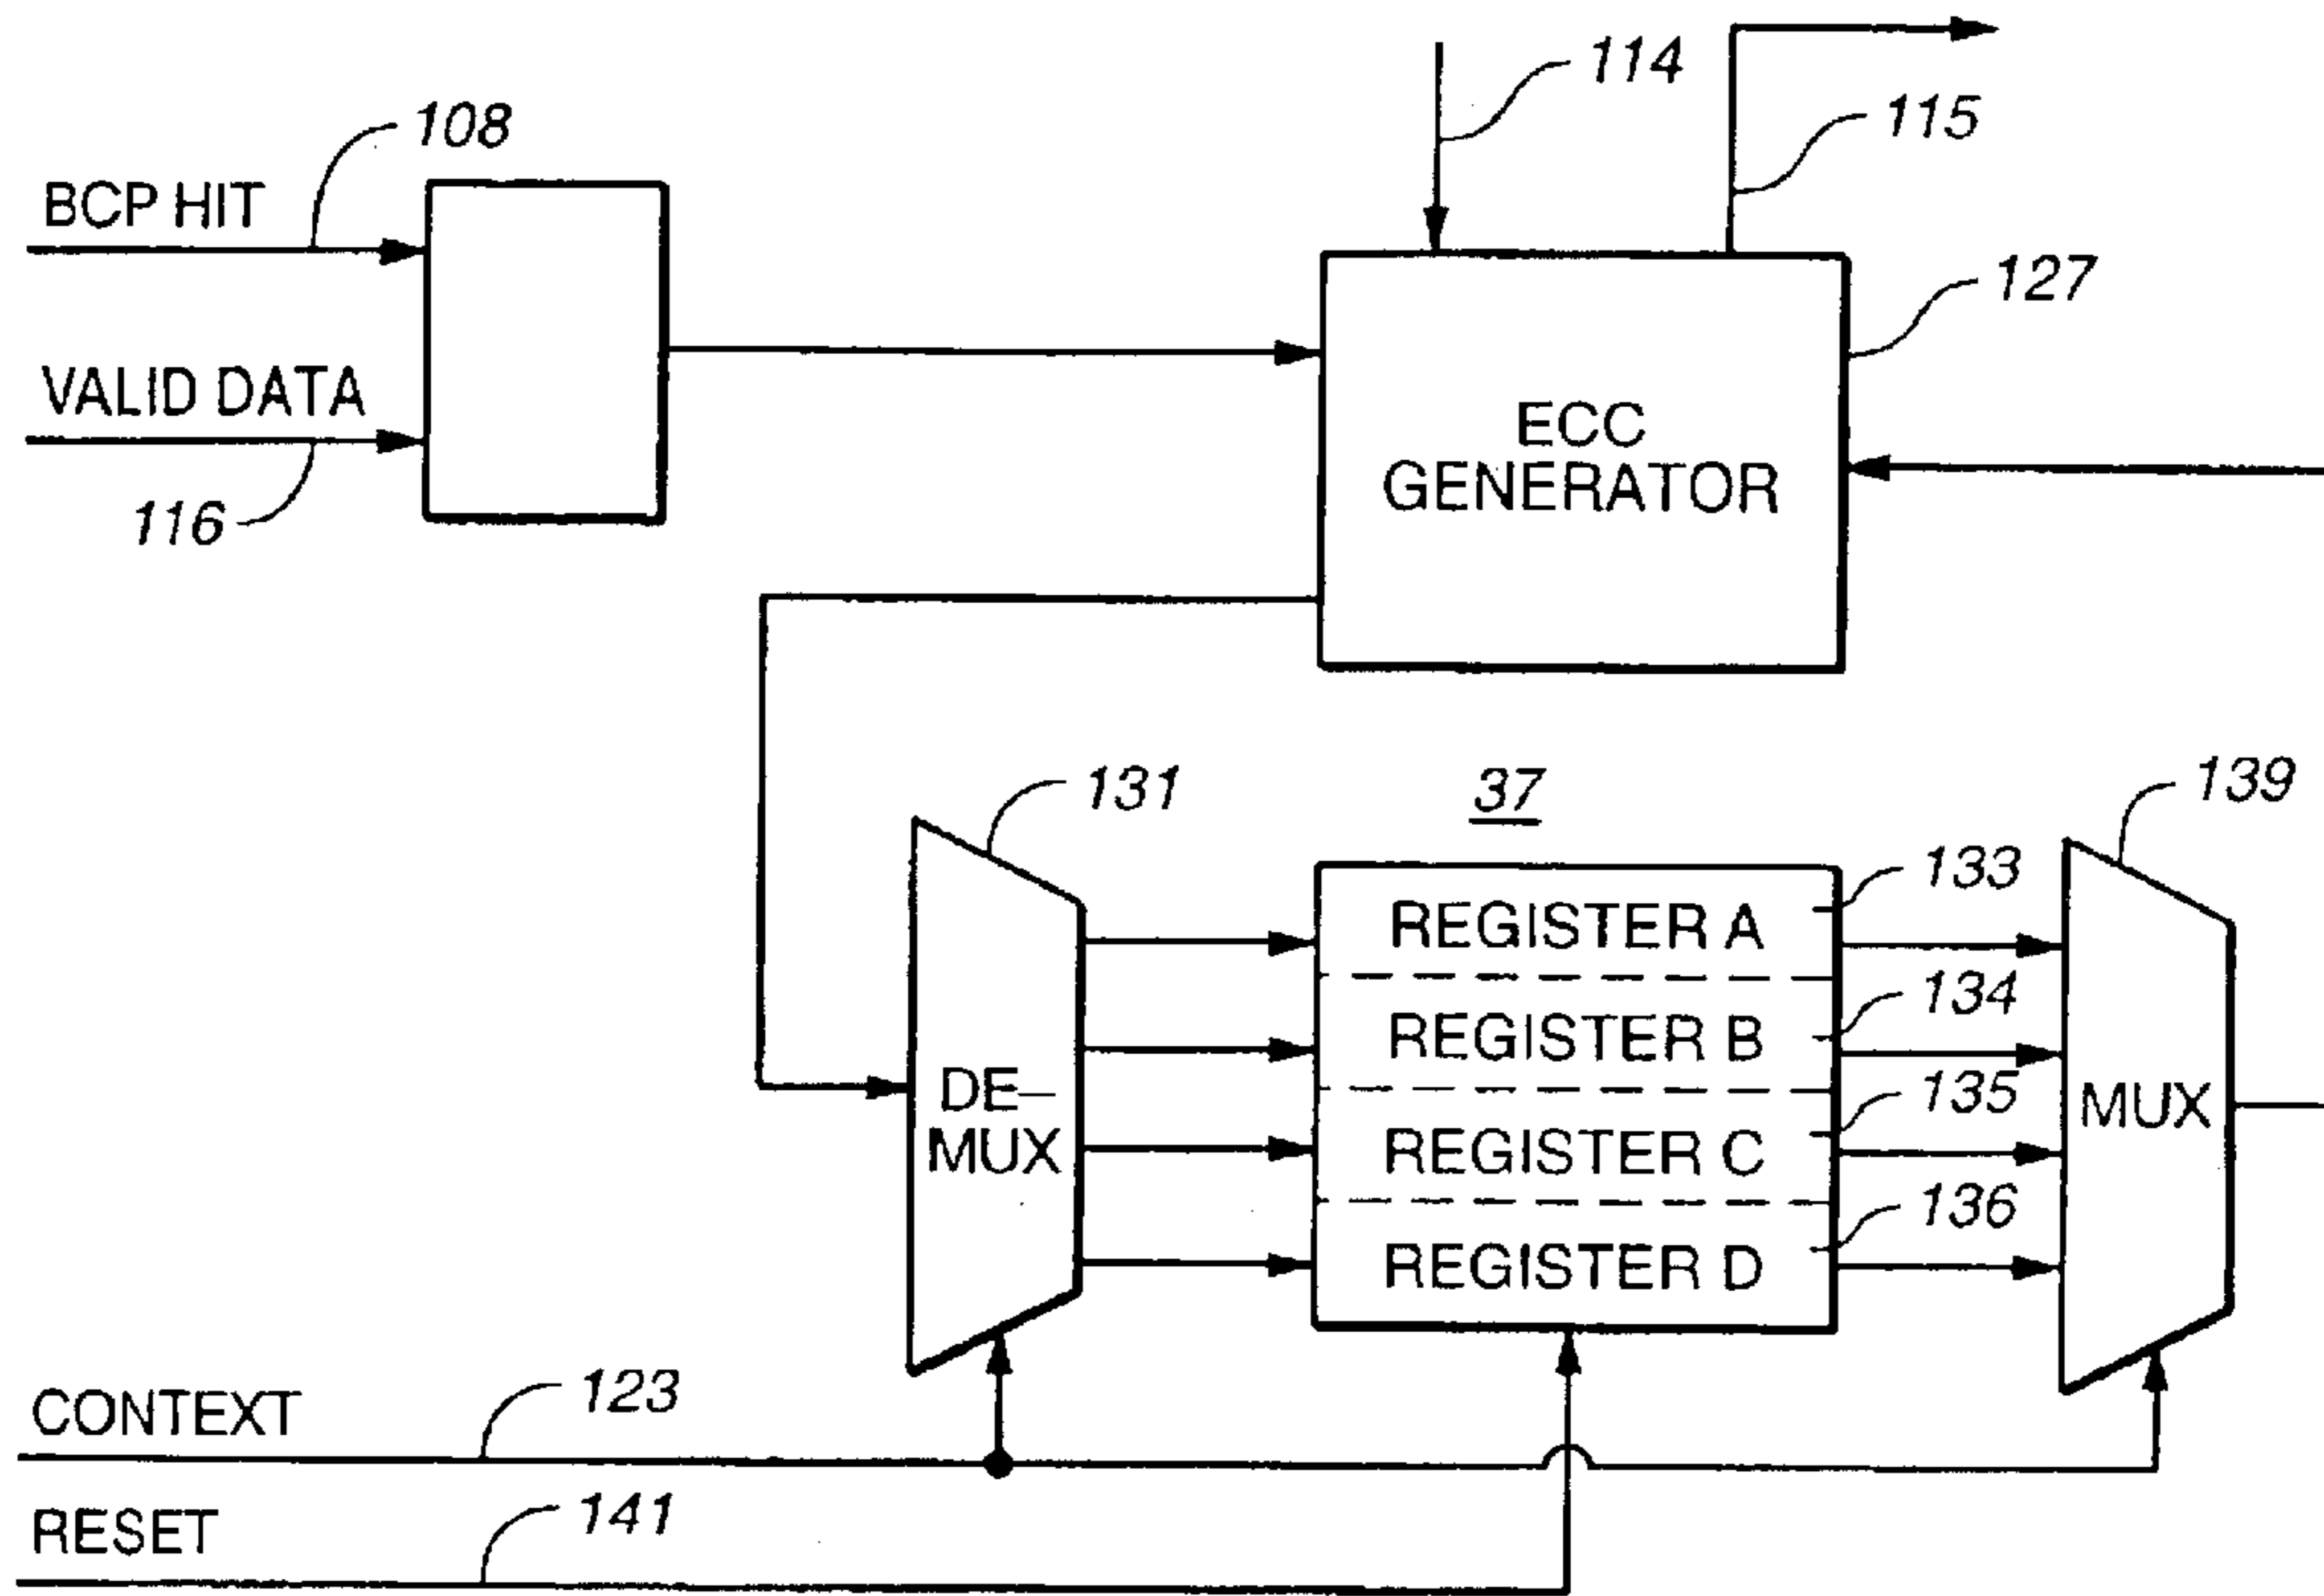 114
115
108
BCP HIT
127
VALID DATA
116
ECC
GENERATOR
131
37
139
133
REGISTER A
134
REGISTER B
135
DE-
MUX
MUX
REGISTER C
136
REGISTER D
CONTEXT
123
RESET
141